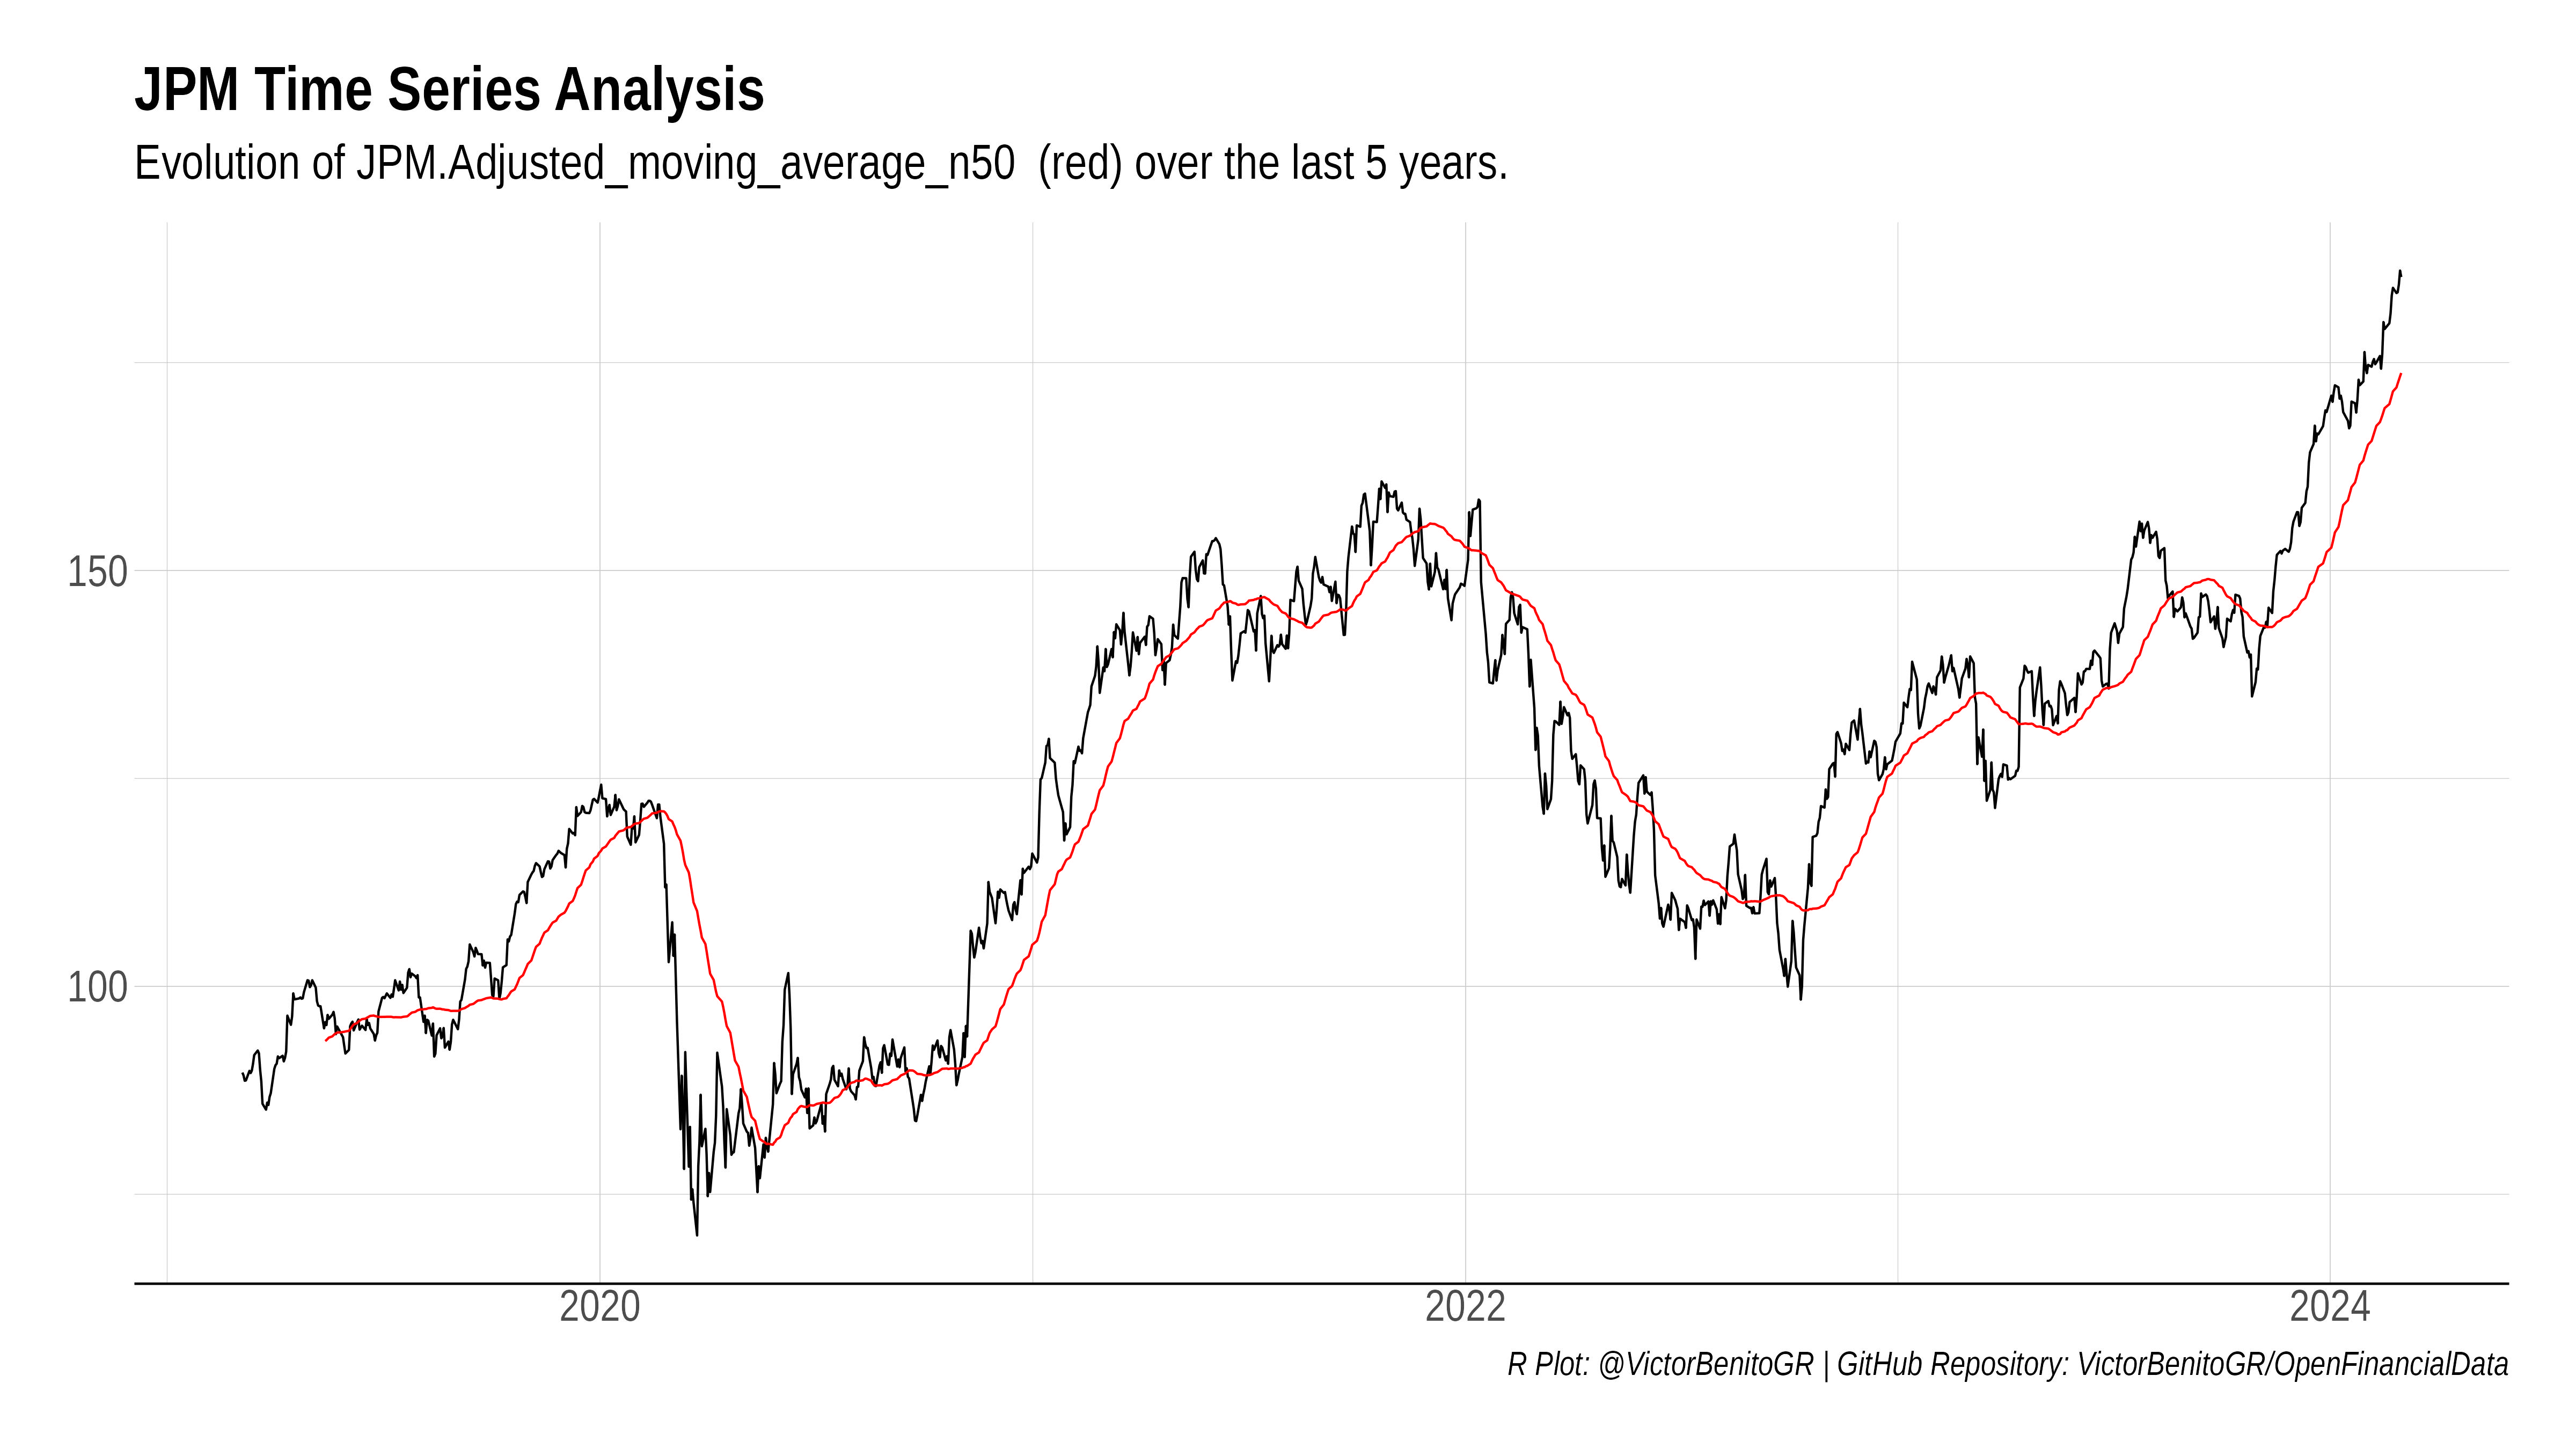 JPM Time Series Analysis
Evolution of JPM.Adjusted_moving_average_n50  (red) over the last 5 years.
150
100
2020 2022 2024
R Plot: @VictorBenitoGR | GitHub Repository: VictorBenitoGR/OpenFinancialData